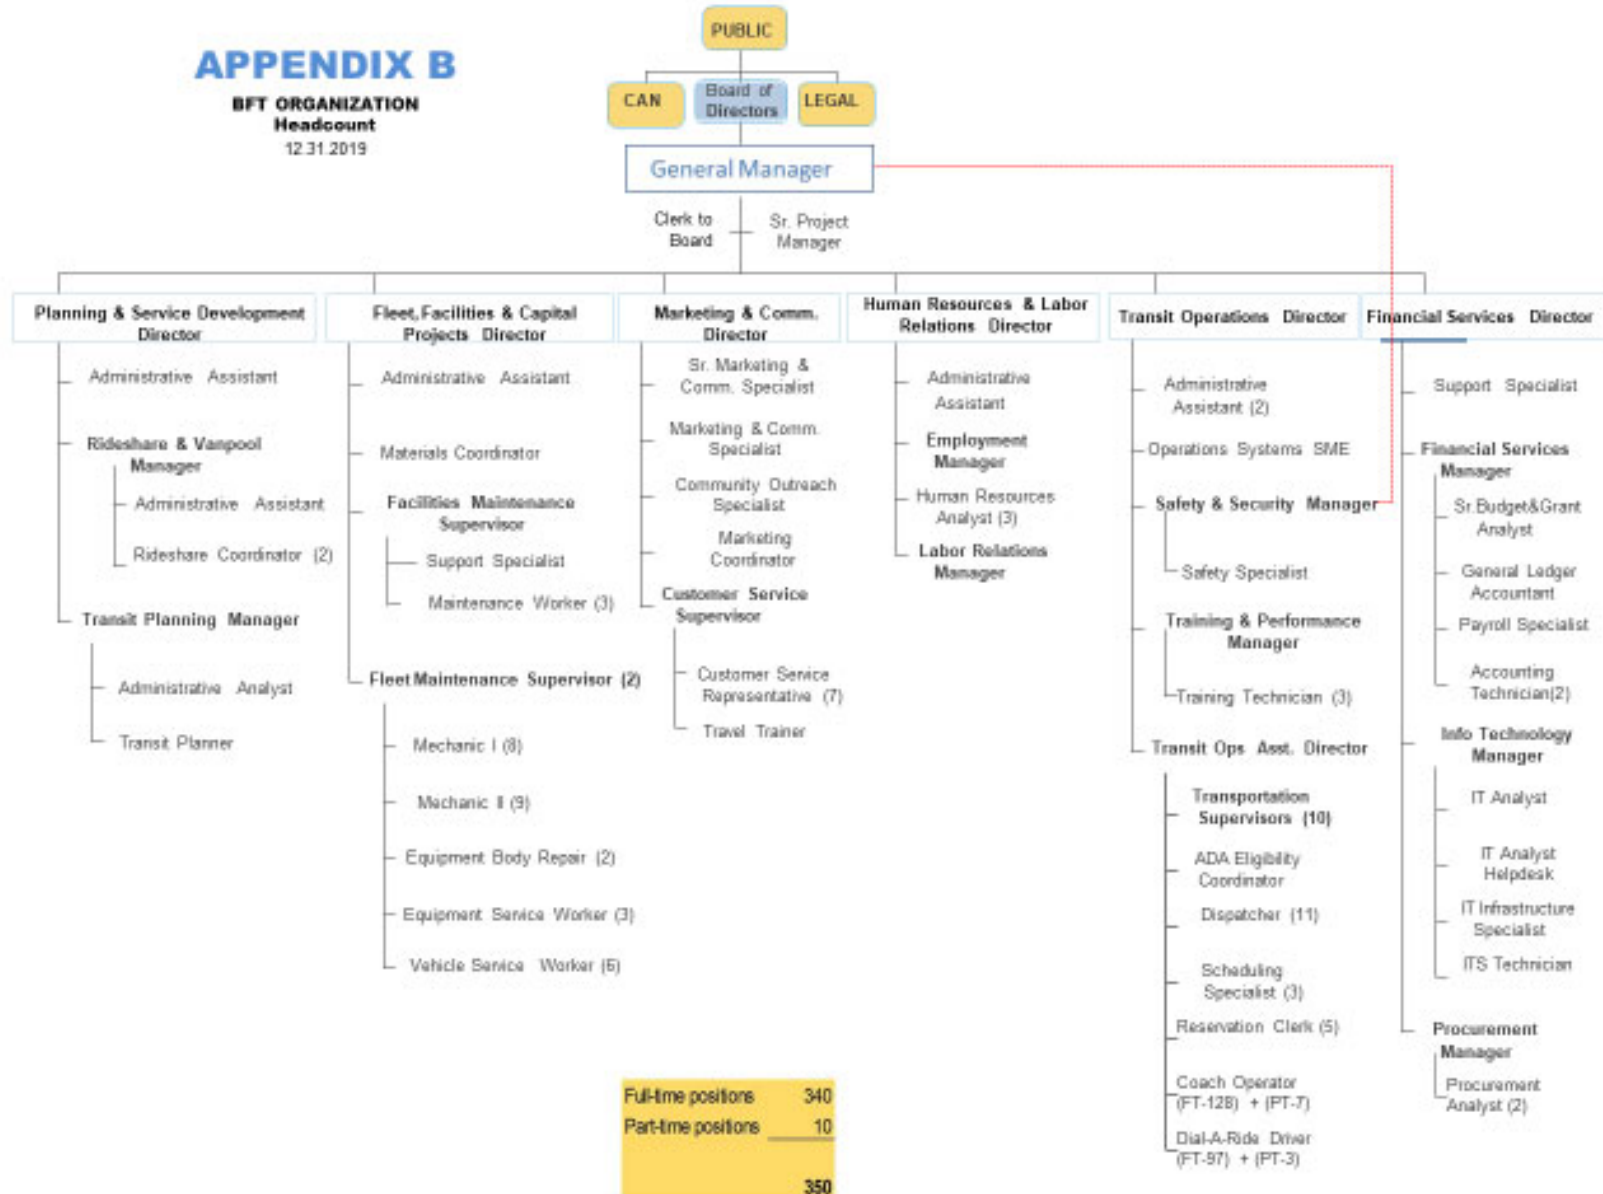 PUBLIC
APPENDIX B
BFT ORGANIZATION
Headcount
12.31.2019
CAN
Board of
Directors
LEGAL
General Manager
Clerk to
Board
Sr. Project
Manager
Planning & Service Development
Director
Administrative Assistant
Rideshare & Vanpool
Manager
Administrative Assistant
Rideshare Coordinator (2)
Transit Planning Manager
Administrative Analyst
Transit Planner
Fleet, Facilities & Capital
Projects Director
Administrative Assistant
Materials Coordinator
Facilities Maintenance
Supervisor
Support Specialist
Maintenance Worker (3)
Fleet Maintenance Supervisor (2)
Mechanic I (8)
Mechanic II (9)
Equipment Body Repair (2)
Equipment Service Worker (3)
Vehicle Service Worker (6)
Marketing & Comm.
Director
Sr. Marketing &
Comm. Specialist
Marketing & Comm.
Specialist
Community Outreach
Specialist
Marketing
Coordinator
Customer Service
Supervisor
Customer Service
Representative (7)
Travel Trainer
Human Resources & Labor
Relations Director
Administrative
Assistant
Employment
Manager
Human Resources
Analyst (3)
Labor Relations
Manager
Transit Operations Director
Administrative
Assistant (2)
Operations Systems SME
Safety & Security Manager
Safety Specialist
Training & Performance
Manager
Training Technician (3)
Transit Ops Asst. Director
Transportation
Supervisors (10)
ADA Eligibility
Coordinator
Dispatcher (11)
Scheduling
Specialist (3)
Reservation Clerk (5)
Coach Operator
(FT-128) + (PT-7)
Dial-A-Ride Driver
(FT-97) + (PT-3)
Financial Services Director
Support Specialist
Financial Services
Manager
Sr.Budget&Grant
Analyst
General Ledger
Accountant
Payroll Specialist
Accounting
Technician(2)
Info Technology
Manager
IT Analyst
IT Analyst
Helpdesk
IT Infrastructure
Specialist
ITS Technician
Procurement
Manager
Procurement
Analyst (2)
Full-time positions 340
Part-time positions 10
350